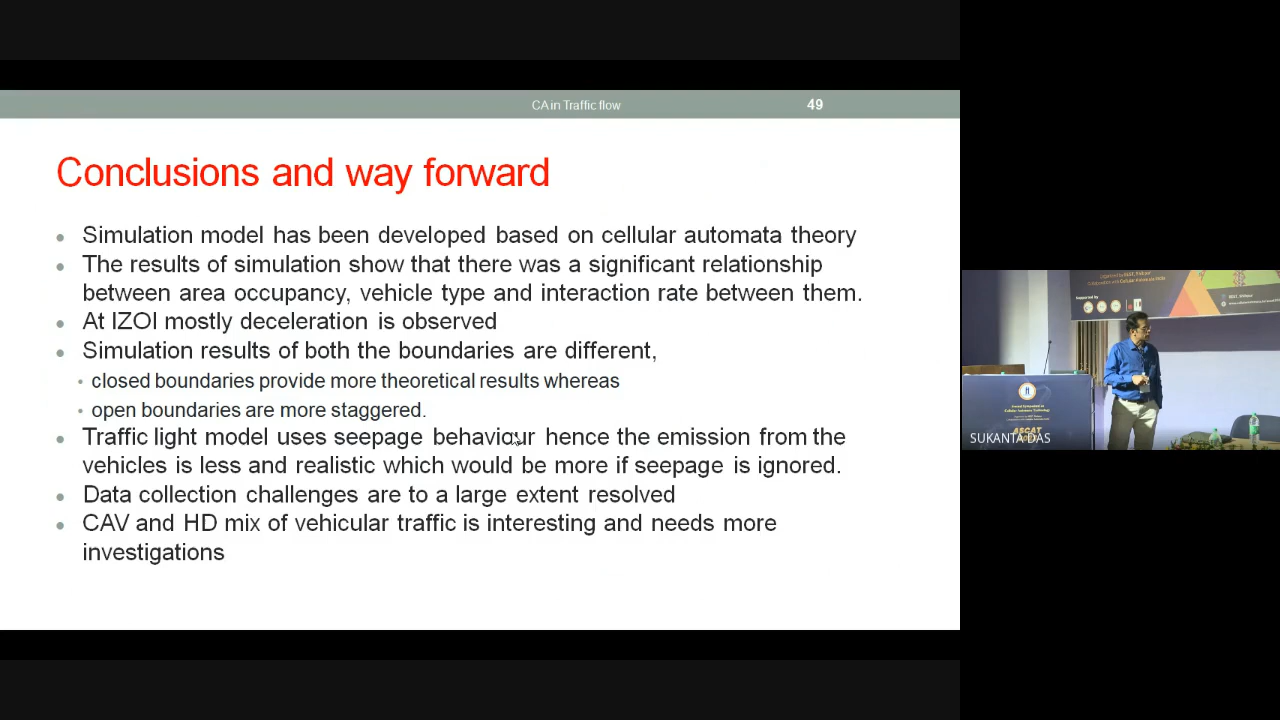 CA in Traffic flow
49
Conclusions and way forward
Simulation model has been developed based on cellular automata theory
The results of simulation show that there was a significant relationship
between area occupancy, vehicle type and interaction rate between them.
At IZOI mostly deceleration is observed
Simulation results of both the boundaries are different,
closed boundaries provide more theoretical results whereas
open boundaries are more staggered.
Traffic light model uses seepage behaviour hence the emission from the
vehicles is less and realistic which would be more if seepage is ignored.
Data collection challenges are to a large extent resolved
CAV and HD mix of vehicular traffic is interesting and needs more
investigations
Supported by
ASCAT
SUKANTA DAS